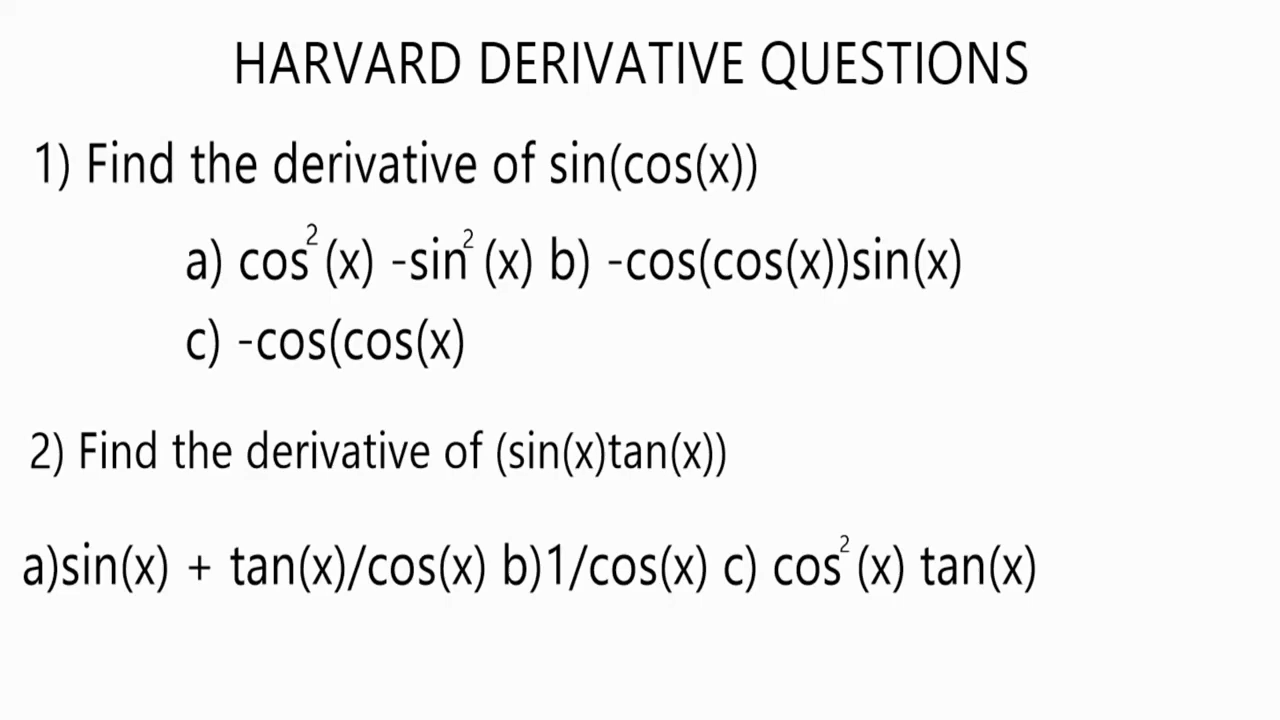 HARVARD DERIVATIVE QUESTIONS
1) Find the derivative of sin(cos(x))
a) cos²(x) -sin²(x) b) -cos(cos(x))sin(x)
c) -cos(cos(x)
2) Find the derivative of (sin(x)tan(x))
a)sin(x) + tan(x)/cos(x) b)1/cos(x) c) cos²(x) tan(x)